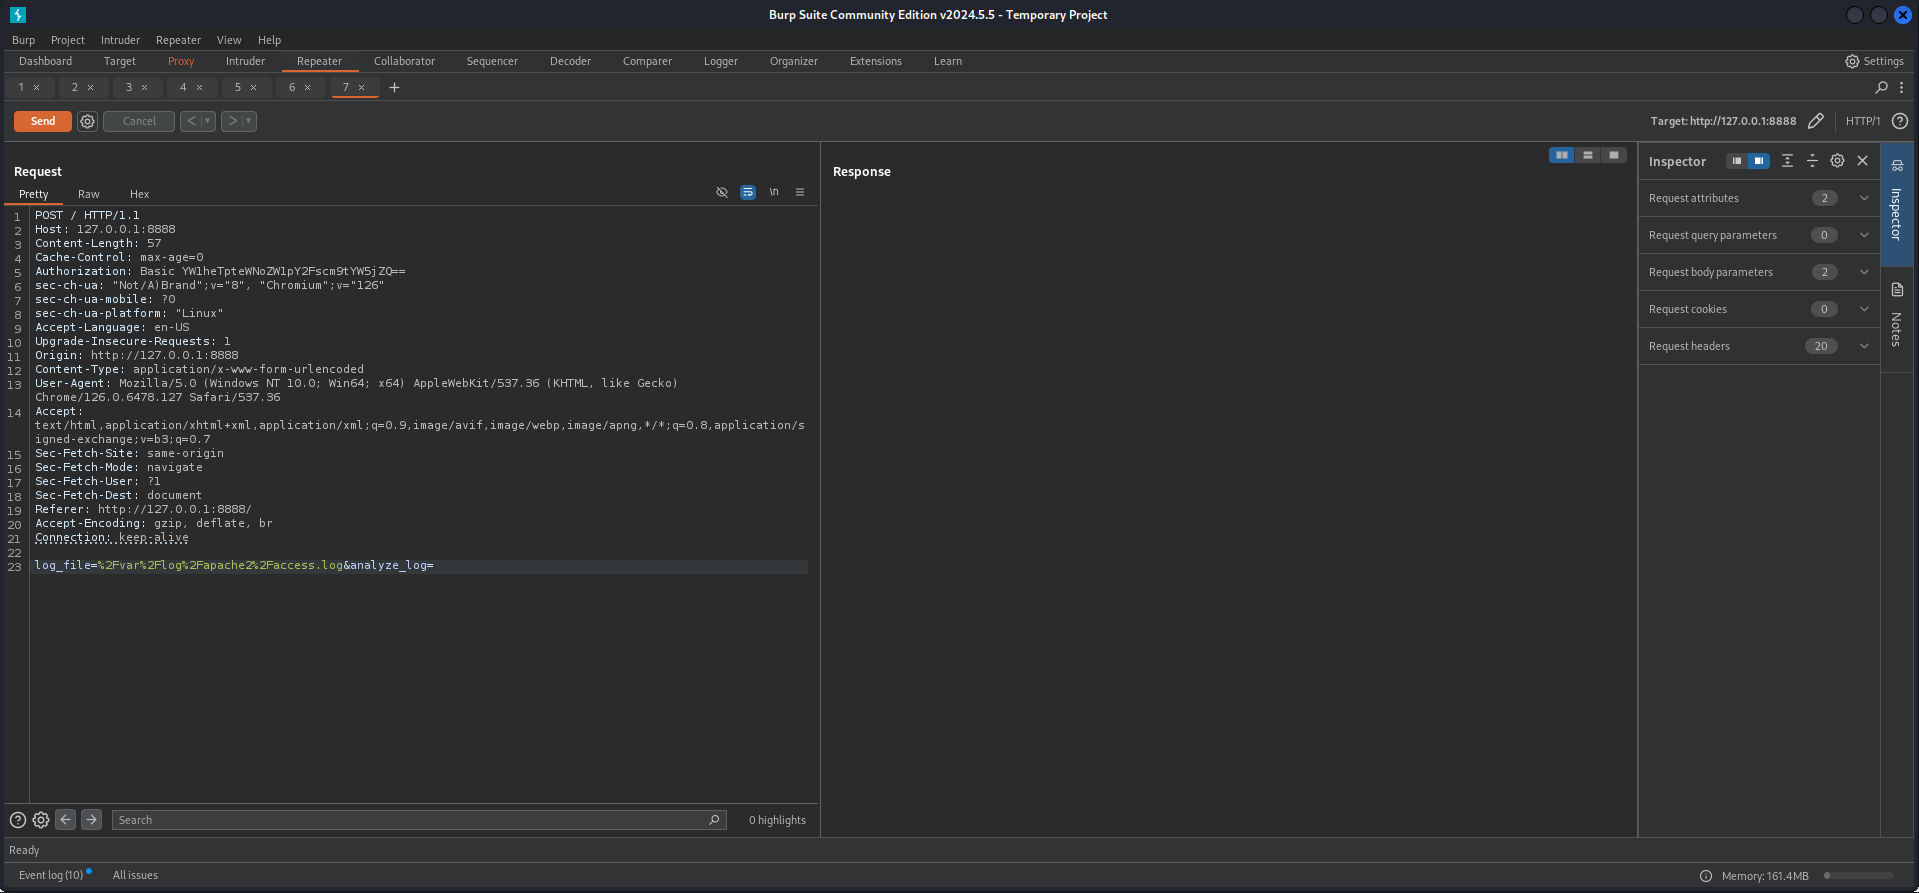 Burp Suite Community Edition v2024.5.5 - Temporary Project
Burp Project Intruder Repeater View Help
Dashboard Target Proxy Intruder Repeater Collaborator Sequencer Decoder Comparer Logger Organizer Extensions Learn Settings
1 × 2 × 3 × 4 × 5 × 6 × 7 × +
Send Cancel < > Target: http://127.0.0.1:8888 HTTP/1 ?
Request
Pretty Raw Hex \n
1 POST / HTTP/1.1
2 Host: 127.0.0.1:8888
3 Content-Length: 57
4 Cache-Control: max-age=0
5 Authorization: Basic YW1heTpteWNoZW1pY2Fscm9tYW5jZQ==
6 sec-ch-ua: "Not/A)Brand";v="8", "Chromium";v="126"
7 sec-ch-ua-mobile: ?0
8 sec-ch-ua-platform: "Linux"
9 Accept-Language: en-US
10 Upgrade-Insecure-Requests: 1
11 Origin: http://127.0.0.1:8888
12 Content-Type: application/x-www-form-urlencoded
13 User-Agent: Mozilla/5.0 (Windows NT 10.0; Win64; x64) AppleWebKit/537.36 (KHTML, like Gecko)
Chrome/126.0.6478.127 Safari/537.36
14 Accept:
text/html,application/xhtml+xml,application/xml;q=0.9,image/avif,image/webp,image/apng,*/*;q=0.8,application/s
igned-exchange;v=b3;q=0.7
15 Sec-Fetch-Site: same-origin
16 Sec-Fetch-Mode: navigate
17 Sec-Fetch-User: ?1
18 Sec-Fetch-Dest: document
19 Referer: http://127.0.0.1:8888/
20 Accept-Encoding: gzip, deflate, br
21 Connection: keep-alive
22
23 log_file=%2Fvar%2Flog%2Fapache2%2Faccess.log&analyze_log=
? Search 0 highlights
Response
Inspector
Request attributes 2
Request query parameters 0
Request body parameters 2
Request cookies 0
Request headers 20
Inspector
Notes
Ready
Event log (10) All issues Memory: 161.4MB